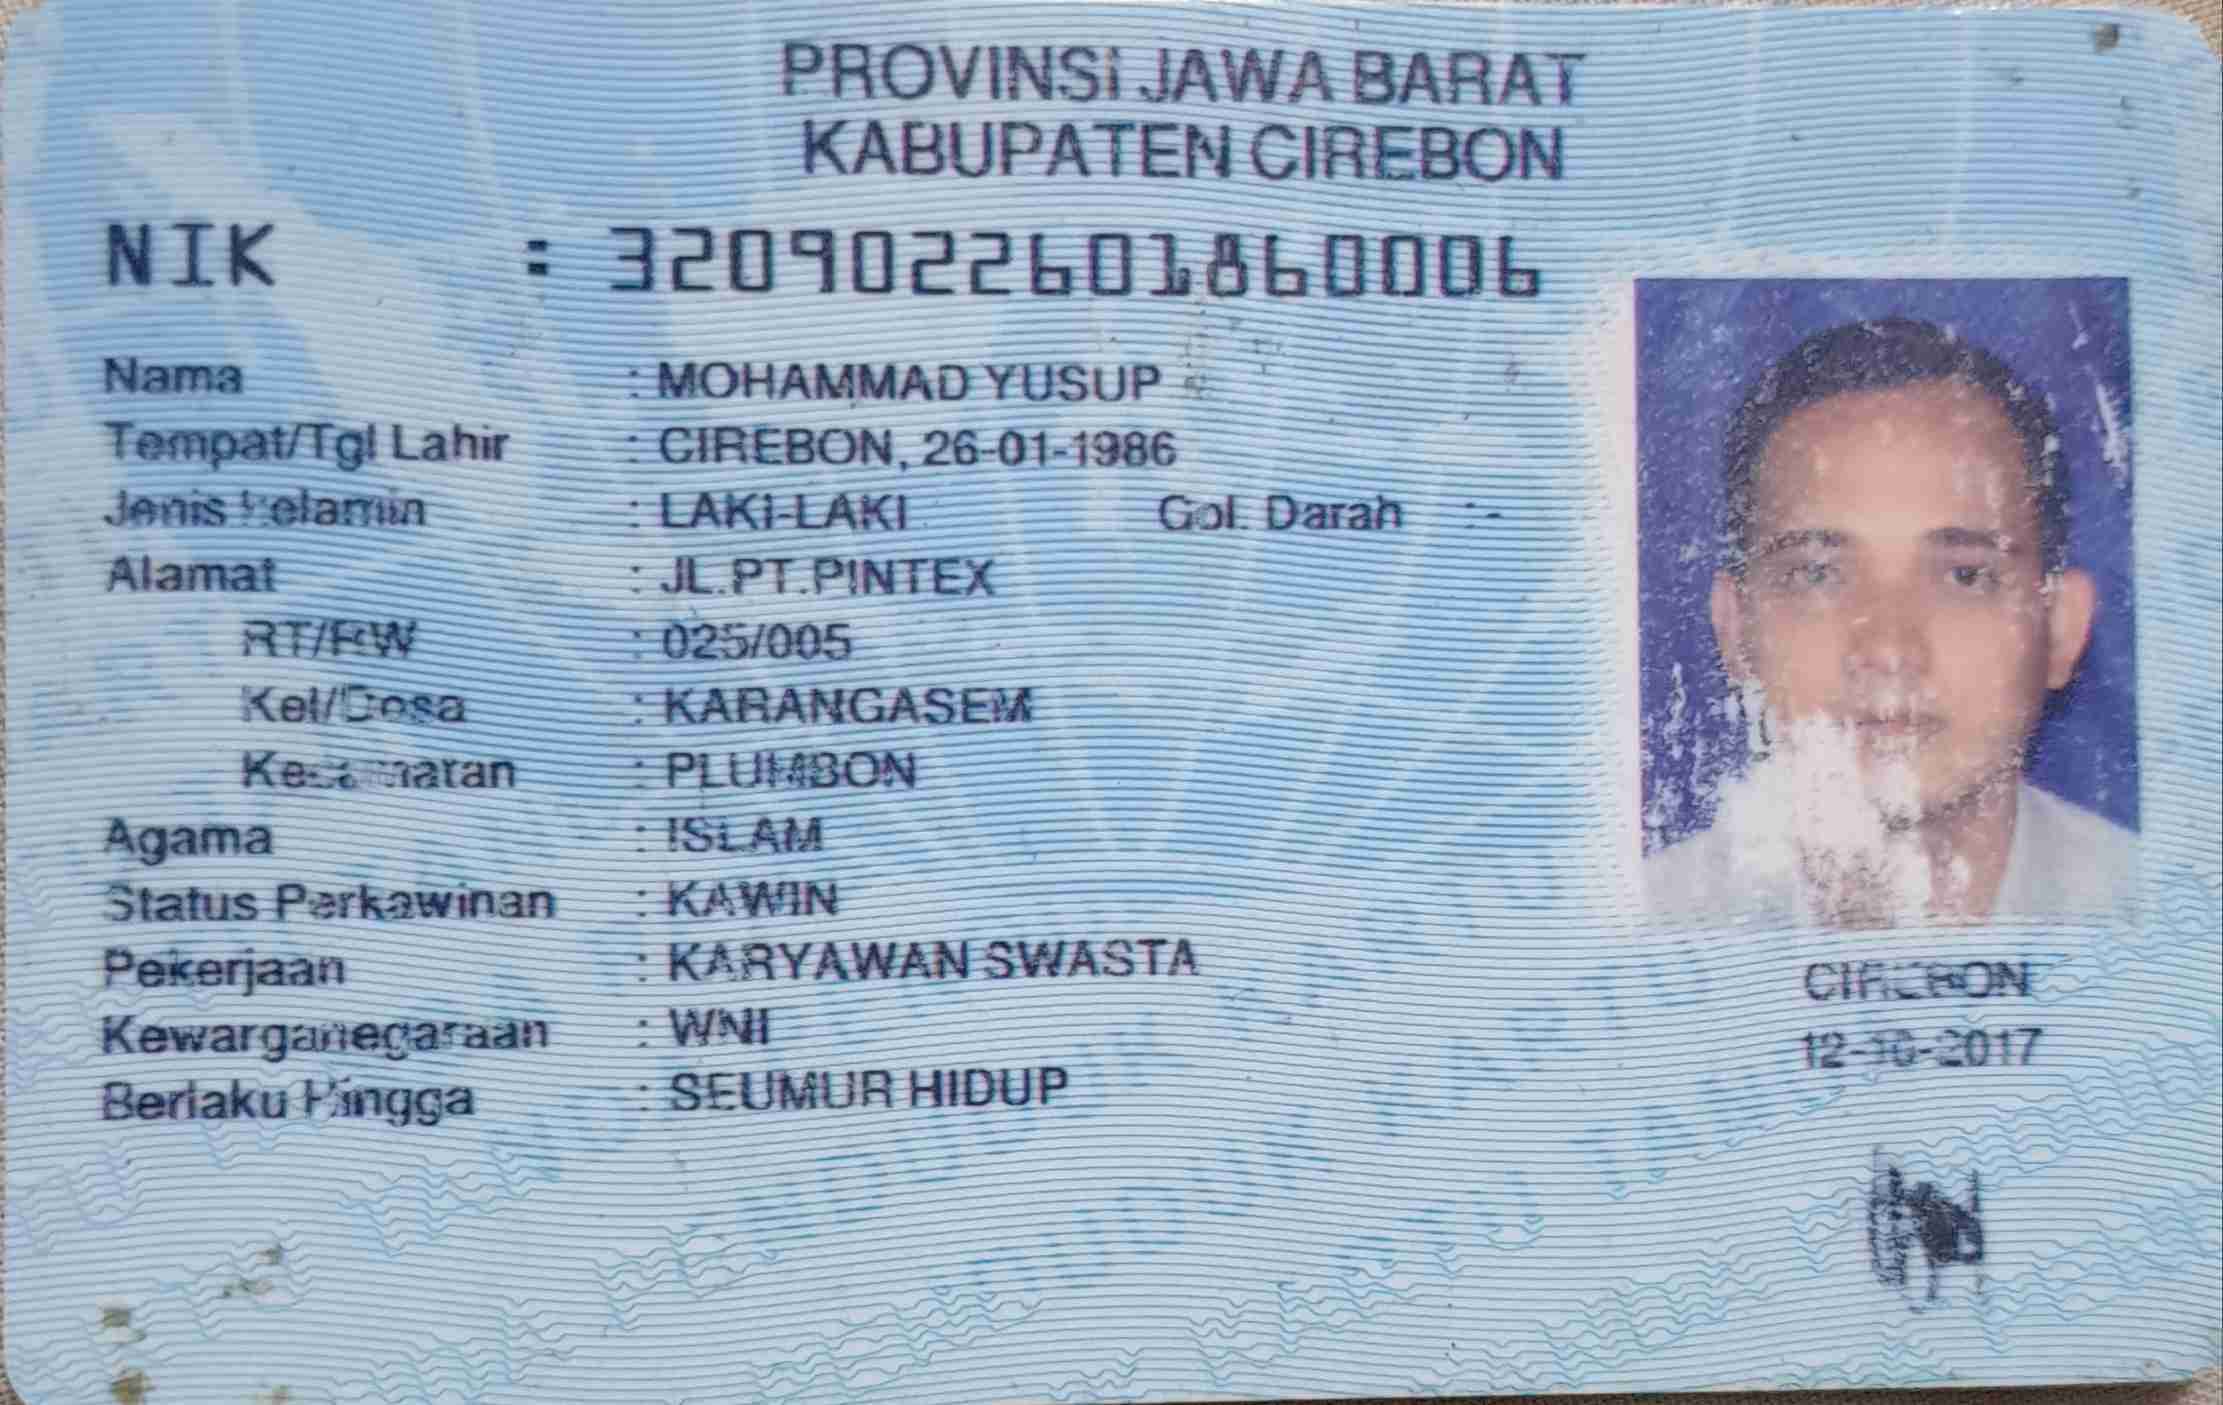 PROVINSI JAWA BARAT
KABUPATEN CIREBON
NIK : 3209022601860006
Nama : MOHAMMAD YUSUP
Tempat/Tgl Lahir : CIREBON, 26-01-1986
Jenis Kelamin : LAKI-LAKI Gol. Darah : -
Alamat : JL.PT.PINTEX
RT/RW : 025/005
Kel/Desa : KARANGASEM
Kecamatan : PLUMBON
Agama : ISLAM
Status Perkawinan : KAWIN
Pekerjaan : KARYAWAN SWASTA
Kewarganegaraan : WNI
Berlaku Hingga : SEUMUR HIDUP
CIREBON
12-10-2017